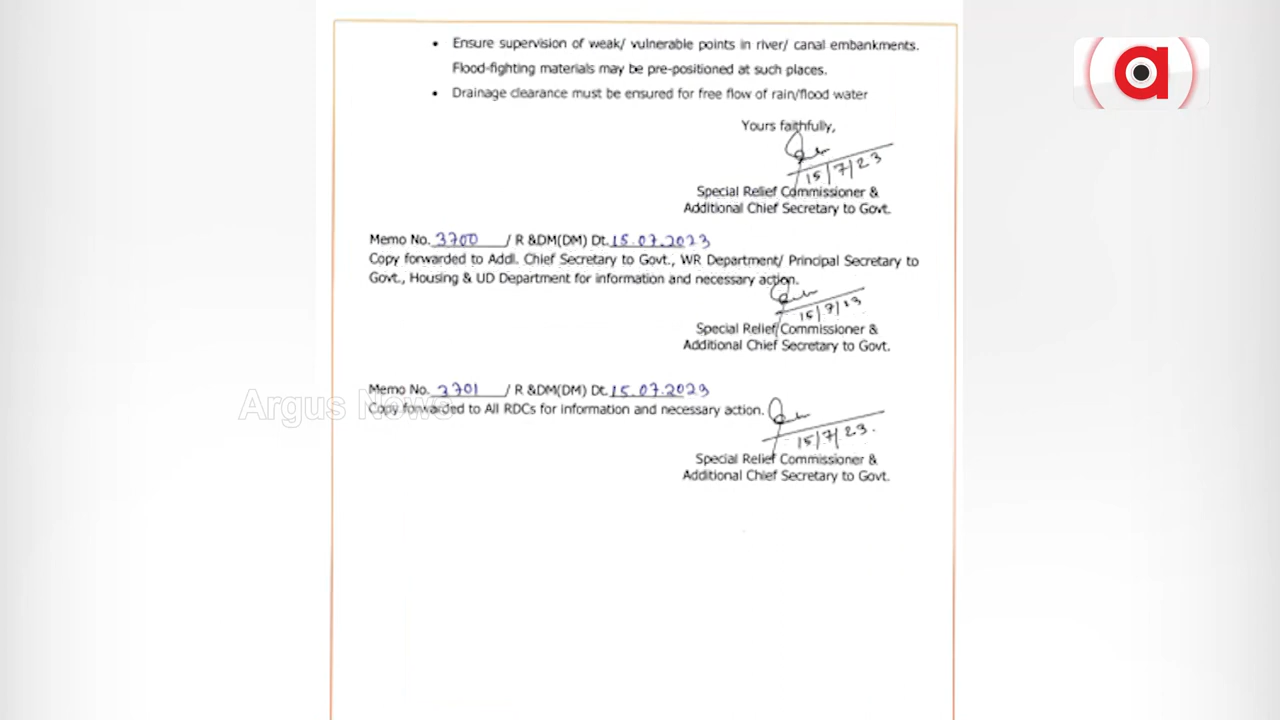 • Ensure supervision of weak/ vulnerable points in river/ canal embankments.
Flood-fighting materials may be pre-positioned at such places.
• Drainage clearance must be ensured for free flow of rain/flood water
Yours faithfully,
15/7/23
Special Relief Commissioner &
Additional Chief Secretary to Govt.
Memo No. 3700 / R &DM(DM) Dt. 15.07.2023
Copy forwarded to Addl. Chief Secretary to Govt., WR Department/ Principal Secretary to
Govt., Housing & UD Department for information and necessary action.
15/7/23
Special Relief Commissioner &
Additional Chief Secretary to Govt.
Memo No. 3701 / R &DM(DM) Dt. 15.07.2023
Copy forwarded to All RDCs for information and necessary action.
15/7/23.
Special Relief Commissioner &
Additional Chief Secretary to Govt.
Argus News
a